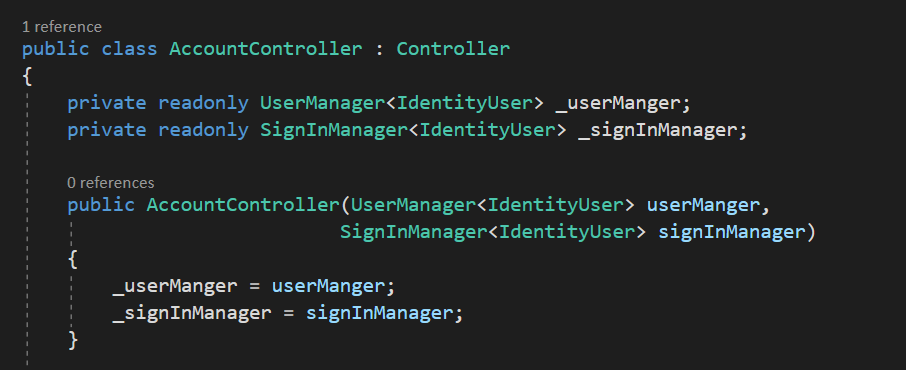 1 reference
public class AccountController : Controller
{
private readonly UserManager<IdentityUser> _userManger;
private readonly SignInManager<IdentityUser> _signInManager;
0 references
public AccountController(UserManager<IdentityUser> userManger,
SignInManager<IdentityUser> signInManager)
{
_userManger = userManger;
_signInManager = signInManager;
}